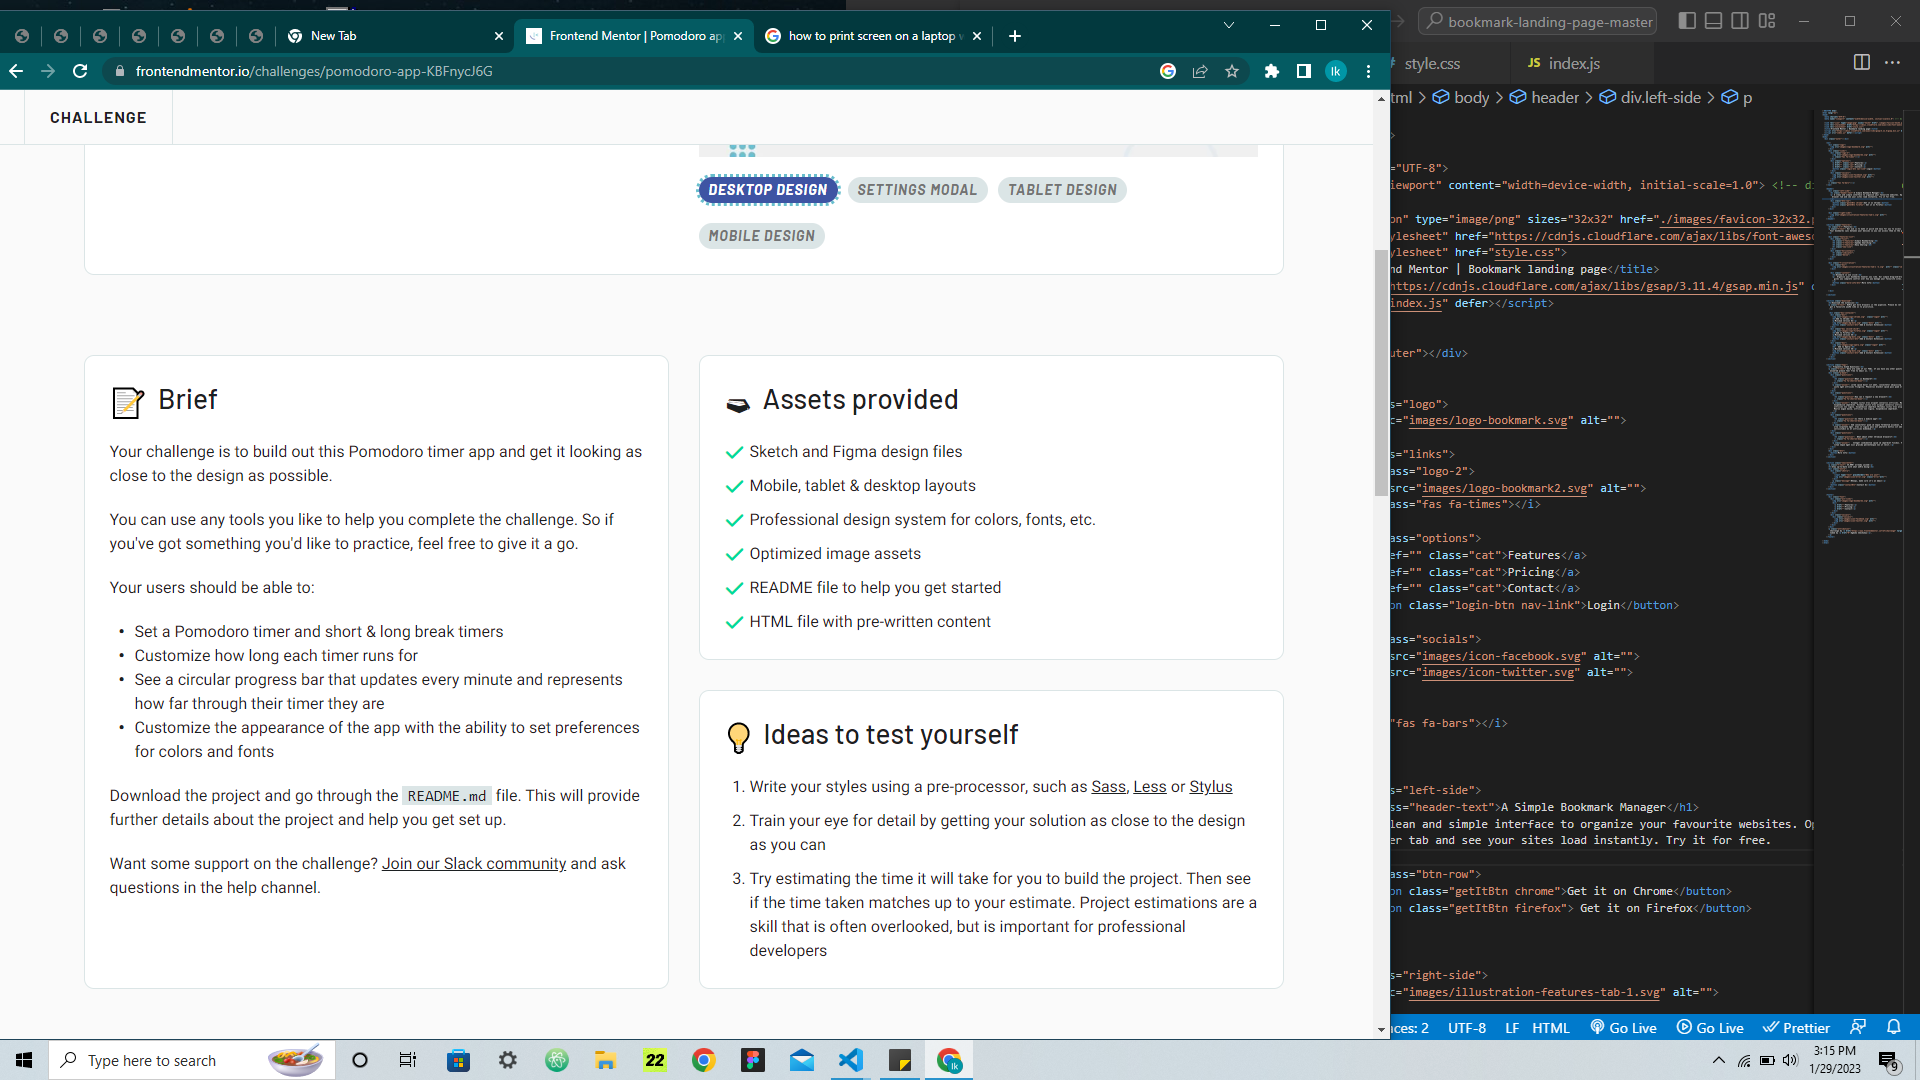 New Tab
Frontend Mentor | Pomodoro ap
how to print screen on a laptop
frontendmentor.io/challenges/pomodoro-app-KBFnycJ6G
lk
CHALLENGE
DESKTOP DESIGN
SETTINGS MODAL
TABLET DESIGN
MOBILE DESIGN
Brief
Your challenge is to build out this Pomodoro timer app and get it looking as
close to the design as possible.
You can use any tools you like to help you complete the challenge. So if
you've got something you'd like to practice, feel free to give it a go.
Your users should be able to:
• Set a Pomodoro timer and short & long break timers
• Customize how long each timer runs for
• See a circular progress bar that updates every minute and represents
how far through their timer they are
• Customize the appearance of the app with the ability to set preferences
for colors and fonts
Download the project and go through the README.md file. This will provide
further details about the project and help you get set up.
Want some support on the challenge? Join our Slack community and ask
questions in the help channel.
Assets provided
Sketch and Figma design files
Mobile, tablet & desktop layouts
Professional design system for colors, fonts, etc.
Optimized image assets
README file to help you get started
HTML file with pre-written content
Ideas to test yourself
1. Write your styles using a pre-processor, such as Sass, Less or Stylus
2. Train your eye for detail by getting your solution as close to the design
as you can
3. Try estimating the time it will take for you to build the project. Then see
if the time taken matches up to your estimate. Project estimations are a
skill that is often overlooked, but is important for professional
developers
bookmark-landing-page-master
style.css
JS index.js
tml > body > header > div.left-side > p
>
="UTF-8">
iewport" content="width=device-width, initial-scale=1.0"> <!-- di
on" type="image/png" sizes="32x32" href="./images/favicon-32x32.p
ylesheet" href="https://cdnjs.cloudflare.com/ajax/libs/font-aweso
ylesheet" href="style.css">
nd Mentor | Bookmark landing page</title>
https://cdnjs.cloudflare.com/ajax/libs/gsap/3.11.4/gsap.min.js" c
index.js" defer></script>
uter"></div>
s="logo">
c="images/logo-bookmark.svg" alt="">
s="links">
ass="logo-2">
src="images/logo-bookmark2.svg" alt="">
ass="fas fa-times"></i>
ass="options">
ef="" class="cat">Features</a>
ef="" class="cat">Pricing</a>
ef="" class="cat">Contact</a>
on class="login-btn nav-link">Login</button>
ass="socials">
src="images/icon-facebook.svg" alt="">
src="images/icon-twitter.svg" alt="">
"fas fa-bars"></i>
s="left-side">
ass="header-text">A Simple Bookmark Manager</h1>
lean and simple interface to organize your favourite websites. Op
er tab and see your sites load instantly. Try it for free.
ass="btn-row">
on class="getItBtn chrome">Get it on Chrome</button>
on class="getItBtn firefox"> Get it on Firefox</button>
s="right-side">
c="images/illustration-features-tab-1.svg" alt="">
aces: 2 UTF-8 LF HTML Go Live Go Live Prettier
Type here to search
22
lk
3:15 PM
1/29/2023
9